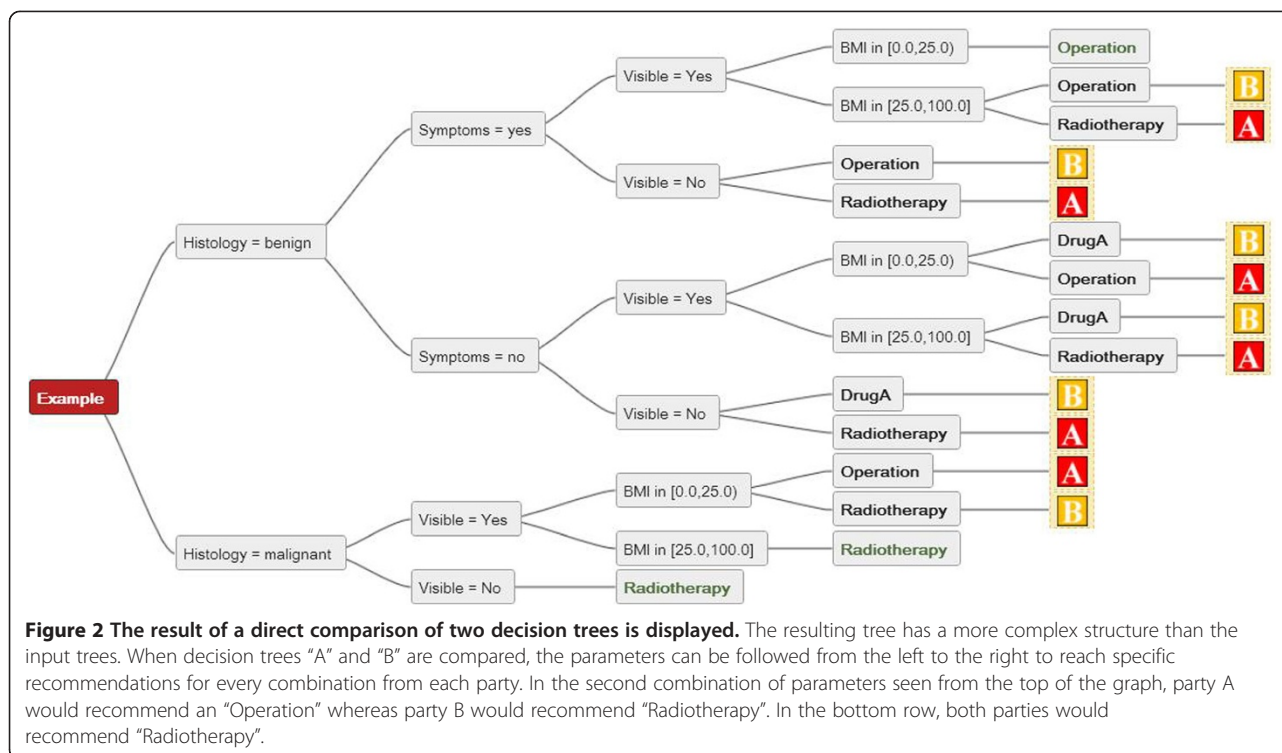 BMI in [0.0,25.0)
Operation
Visible = Yes
Operation
B
BMI in [25.0,100.0]
Symptoms = yes
Radiotherapy
A
Operation
B
Visible = No
Radiotherapy
A
Histology = benign
DrugA
B
BMI in [0.0,25.0)
Operation
A
Visible = Yes
DrugA
B
BMI in [25.0,100.0]
Symptoms = no
Radiotherapy
A
Example
DrugA
B
Visible = No
Radiotherapy
A
Operation
A
BMI in [0.0,25.0)
Radiotherapy
B
Visible = Yes
BMI in [25.0,100.0]
Radiotherapy
Histology = malignant
Visible = No
Radiotherapy
Figure 2 The result of a direct comparison of two decision trees is displayed. The resulting tree has a more complex structure than the
input trees. When decision trees “A” and “B” are compared, the parameters can be followed from the left to the right to reach specific
recommendations for every combination from each party. In the second combination of parameters seen from the top of the graph, party A
would recommend an “Operation” whereas party B would recommend “Radiotherapy”. In the bottom row, both parties would
recommend “Radiotherapy”.